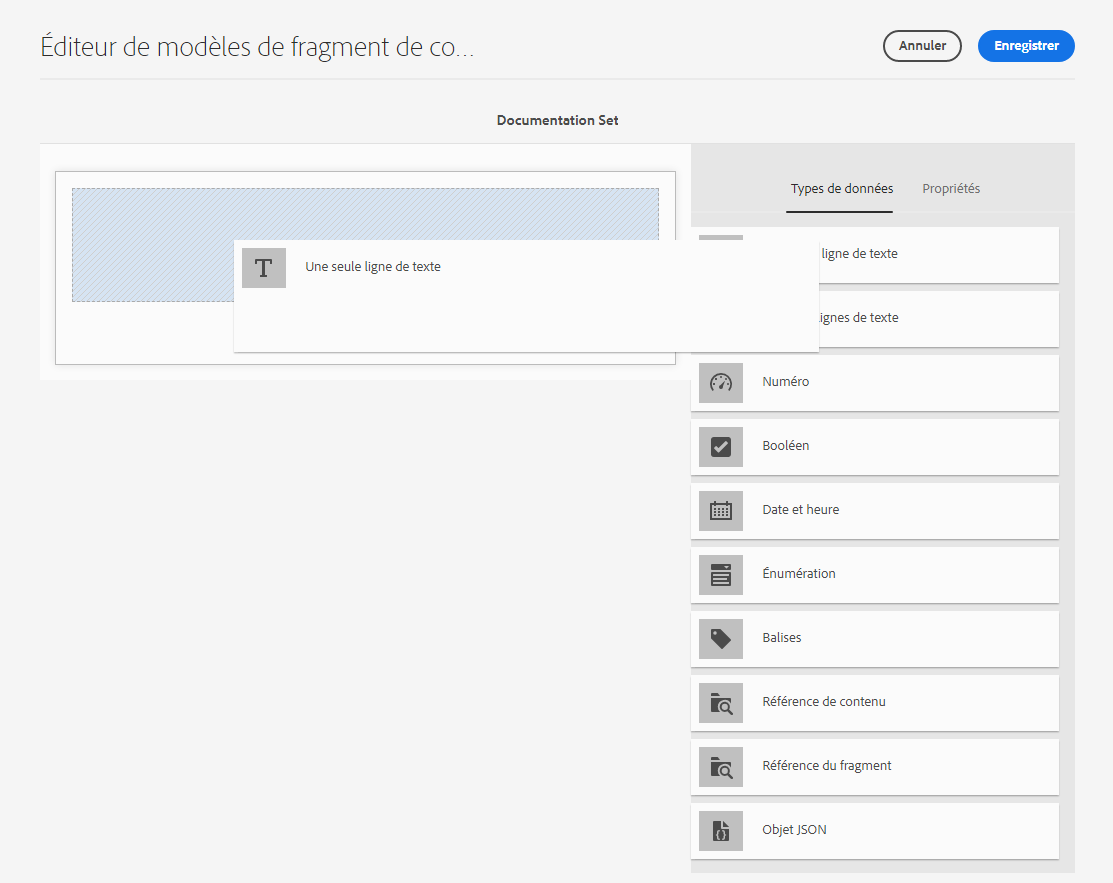 Éditeur de modèles de fragment de co...
Annuler
Enregistrer
Documentation Set
Types de données
Propriétés
T
Une seule ligne de texte
ligne de texte
lignes de texte
Numéro
Booléen
Date et heure
Énumération
Balises
Référence de contenu
Référence du fragment
Objet JSON